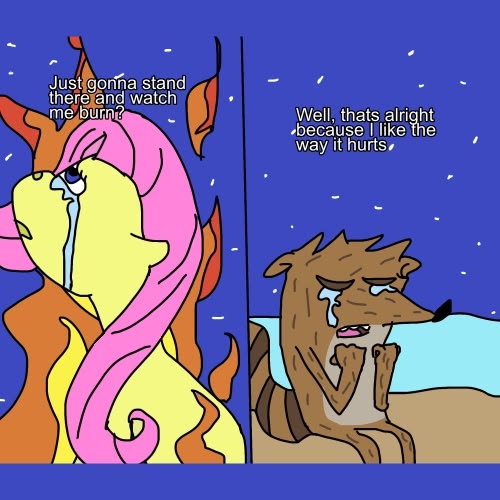 Just gonna stand
there and watch
me burn?
Well, thats alright
because I like the
way it hurts